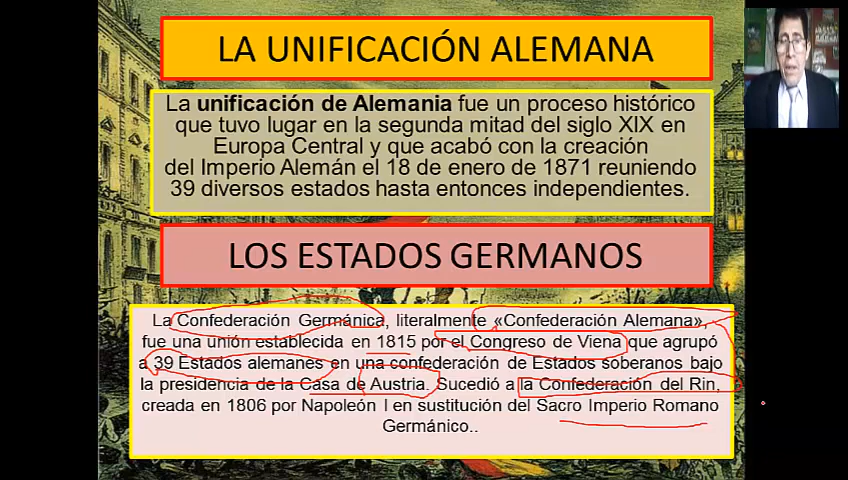 LA UNIFICACIÓN ALEMANA
La unificación de Alemania fue un proceso histórico
que tuvo lugar en la segunda mitad del siglo XIX en
Europa Central y que acabó con la creación
del Imperio Alemán el 18 de enero de 1871 reuniendo
39 diversos estados hasta entonces independientes.
LOS ESTADOS GERMANOS
La Confederación Germánica, literalmente «Confederación Alemana»,
fue una unión establecida en 1815 por el Congreso de Viena que agrupó
a 39 Estados alemanes en una confederación de Estados soberanos bajo
la presidencia de la Casa de Austria. Sucedió a la Confederación del Rin,
creada en 1806 por Napoleón I en sustitución del Sacro Imperio Romano
Germánico..